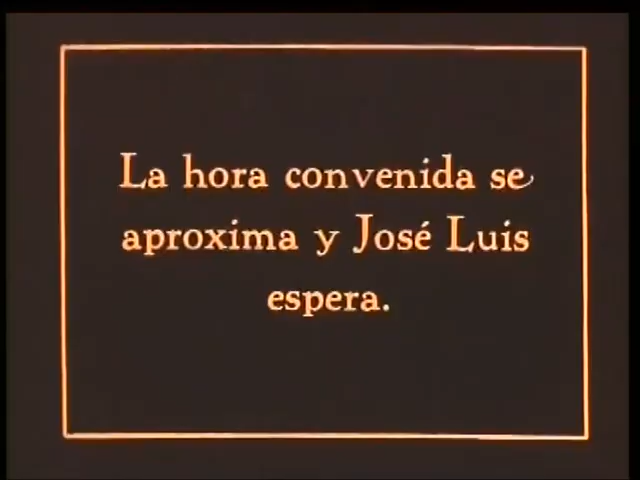 La hora convenida se
aproxima y José Luis
espera.